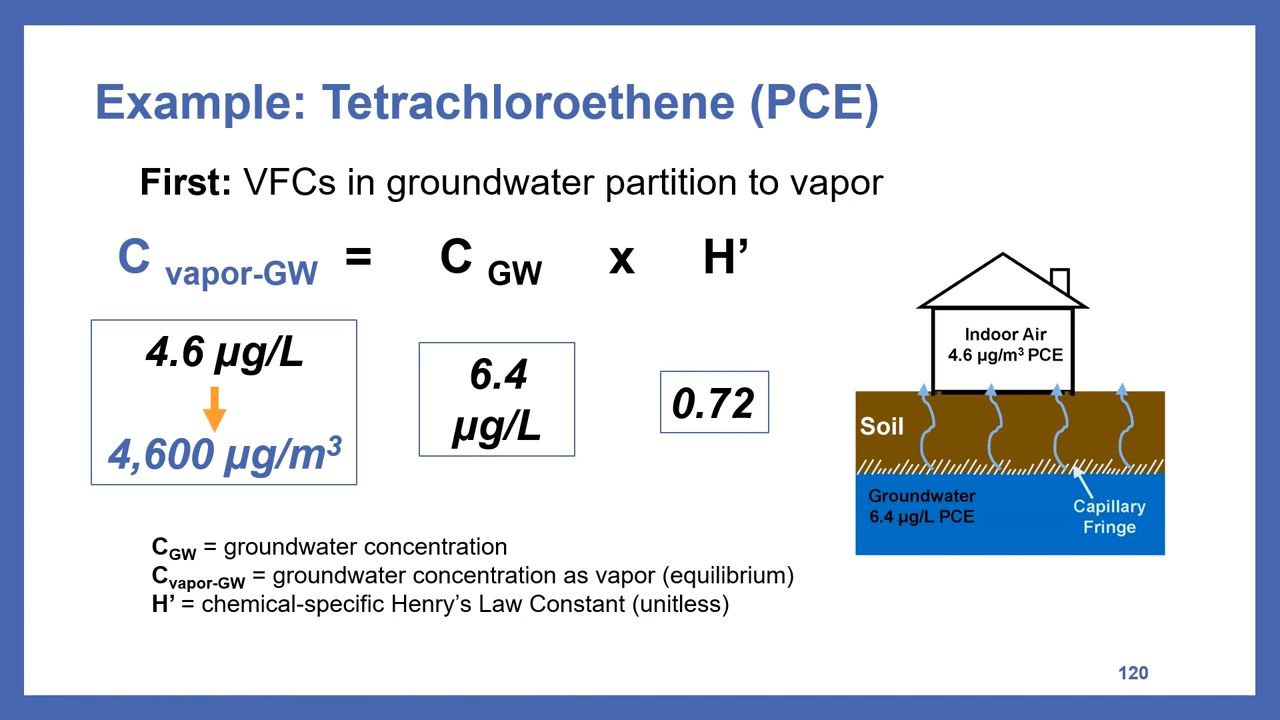 Example: Tetrachloroethene (PCE)
First: VFCs in groundwater partition to vapor
C vapor-GW = C GW x H’
4.6 µg/L
4,600 µg/m³
6.4
µg/L
0.72
Indoor Air
4.6 µg/m³ PCE
Soil
Groundwater
6.4 µg/L PCE
Capillary
Fringe
CGW = groundwater concentration
Cvapor-GW = groundwater concentration as vapor (equilibrium)
H’ = chemical-specific Henry’s Law Constant (unitless)
120